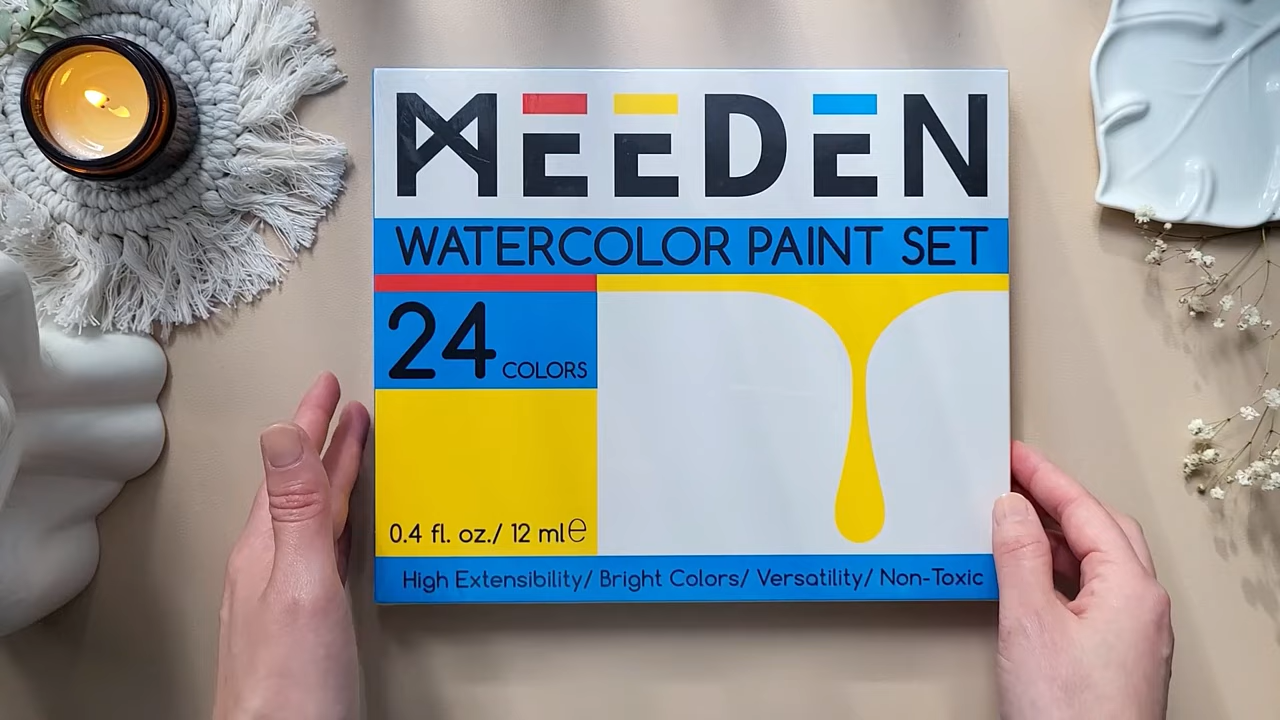 MEEDEN
WATERCOLOR PAINT SET
24 COLORS
0.4 fl. oz./ 12 ml℮
High Extensibility/ Bright Colors/ Versatility/ Non-Toxic